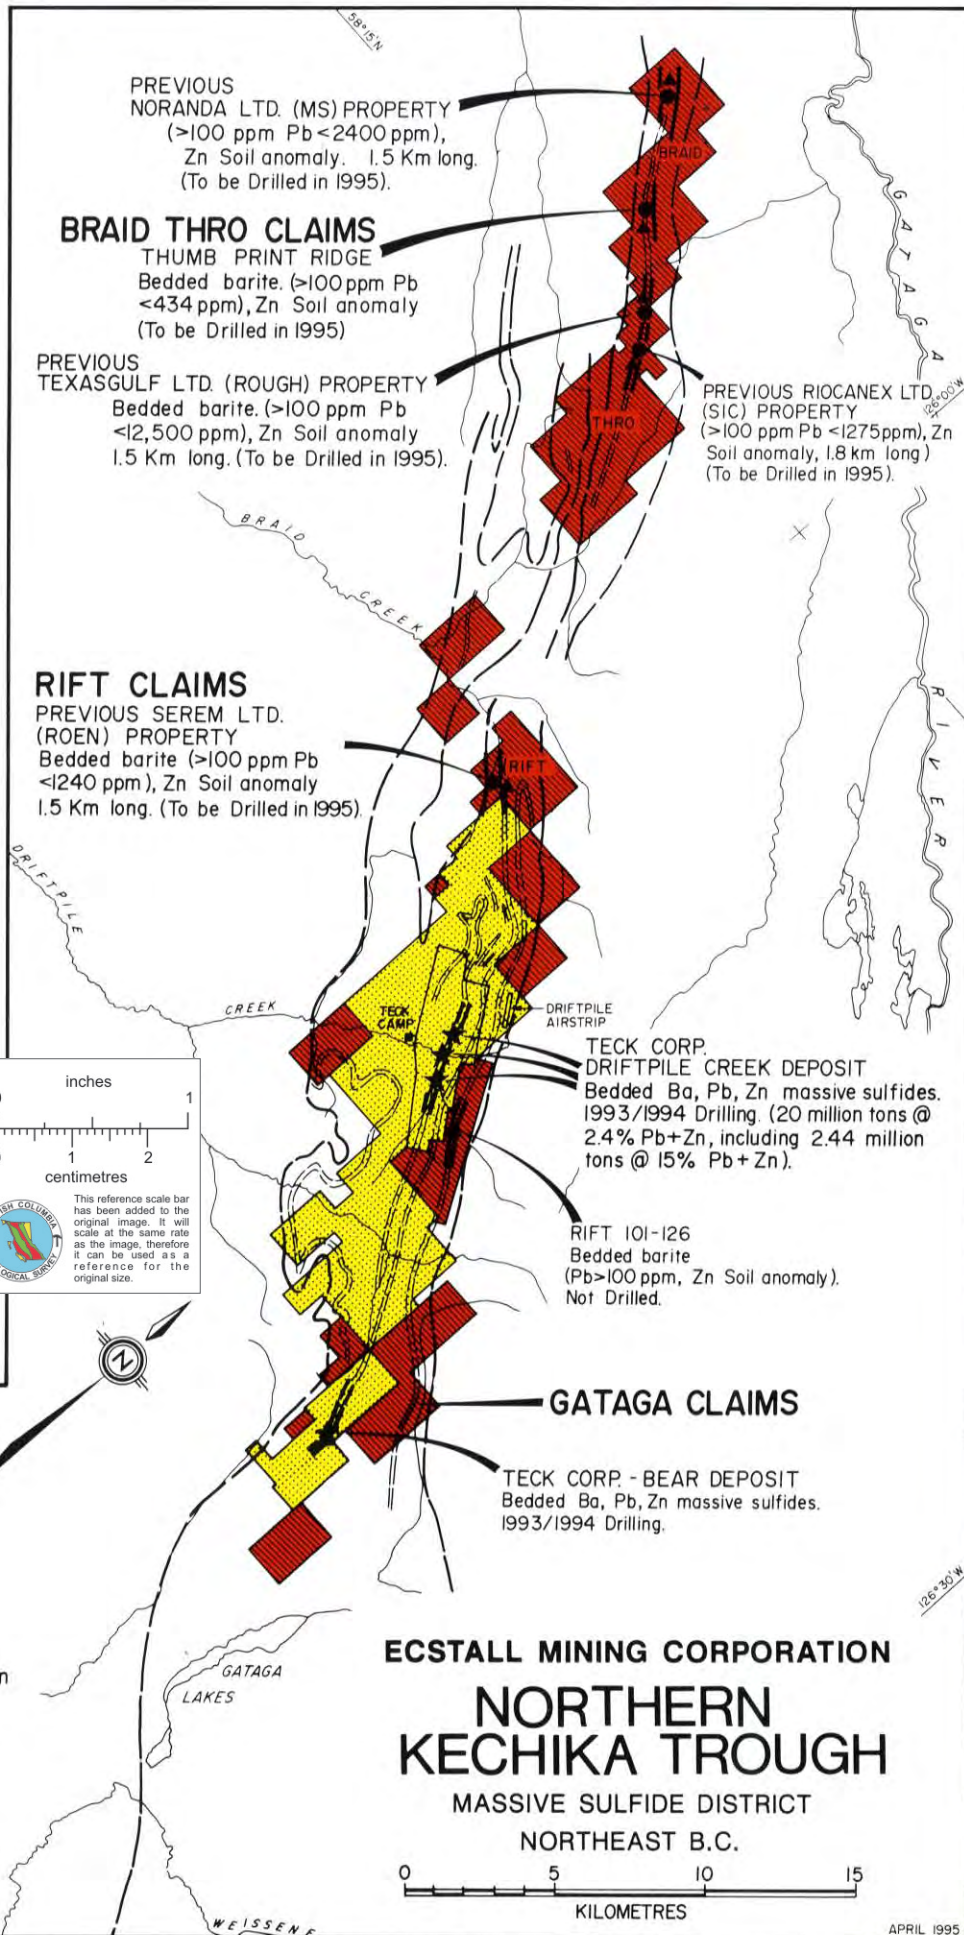 58°15'N
PREVIOUS
NORANDA LTD. (MS) PROPERTY
(>100 ppm Pb <2400 ppm),
Zn Soil anomaly. 1.5 Km long.
(To be Drilled in 1995).
BRAID
GATAGA
BRAID THRO CLAIMS
THUMB PRINT RIDGE
Bedded barite. (>100 ppm Pb
<434 ppm), Zn Soil anomaly
(To be Drilled in 1995)
PREVIOUS
TEXASGULF LTD. (ROUGH) PROPERTY
Bedded barite. (>100 ppm Pb
<12,500 ppm), Zn Soil anomaly
1.5 Km long. (To be Drilled in 1995).
THRO
126°00'W
PREVIOUS RIOCANEX LTD
(SIC) PROPERTY
(>100 ppm Pb <1275ppm), Zn
Soil anomaly, 1.8 km long)
(To be Drilled in 1995).
BRAID
CREEK
RIVER
RIFT CLAIMS
PREVIOUS SEREM LTD.
(ROEN) PROPERTY
Bedded barite (>100 ppm Pb
<1240 ppm), Zn Soil anomaly
1.5 Km long. (To be Drilled in 1995).
RIFT
DRIFTPILE
CREEK
TECK
CAMP
DRIFTPILE
AIRSTRIP
TECK CORP.
DRIFTPILE CREEK DEPOSIT
Bedded Ba, Pb, Zn massive sulfides.
1993/1994 Drilling. (20 million tons @
2.4% Pb+Zn, including 2.44 million
tons @ 15% Pb+Zn).
inches
1
1 2
centimetres
This reference scale bar
has been added to the
original image. It will
scale at the same rate
as the image, therefore
it can be used as a
reference for the
original size.
ISH COLUMBIA
OLOGICAL SURVEY
RIFT 101-126
Bedded barite
(Pb>100 ppm, Zn Soil anomaly).
Not Drilled.
N
GATAGA CLAIMS
TECK CORP. - BEAR DEPOSIT
Bedded Ba, Pb, Zn massive sulfides.
1993/1994 Drilling.
126°30'W
GATAGA
LAKES
n
ECSTALL MINING CORPORATION
NORTHERN
KECHIKA TROUGH
MASSIVE SULFIDE DISTRICT
NORTHEAST B.C.
0 5 10 15
KILOMETRES
WEISSENE
APRIL 1995